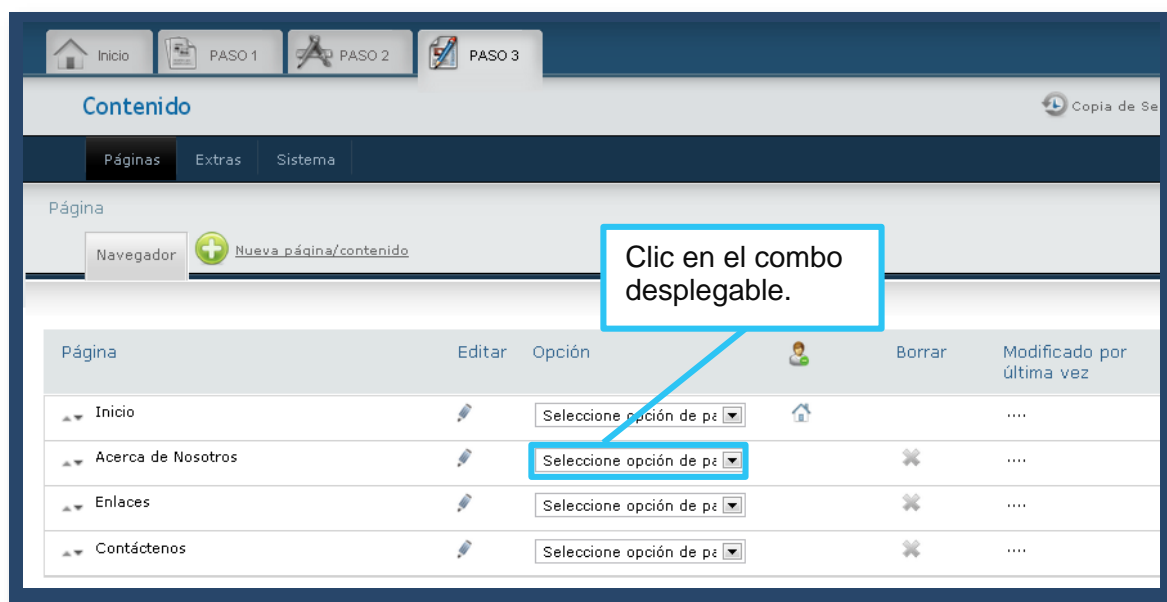 Inicio PASO 1 PASO 2 PASO 3
Contenido Copia de Se
Páginas Extras Sistema
Página
Navegador Nueva página/contenido
Clic en el combo
desplegable.
Página Editar Opción Borrar Modificado por
última vez
Inicio Seleccione opción de pa ....
Acerca de Nosotros Seleccione opción de pa ....
Enlaces Seleccione opción de pa ....
Contáctenos Seleccione opción de pa ....